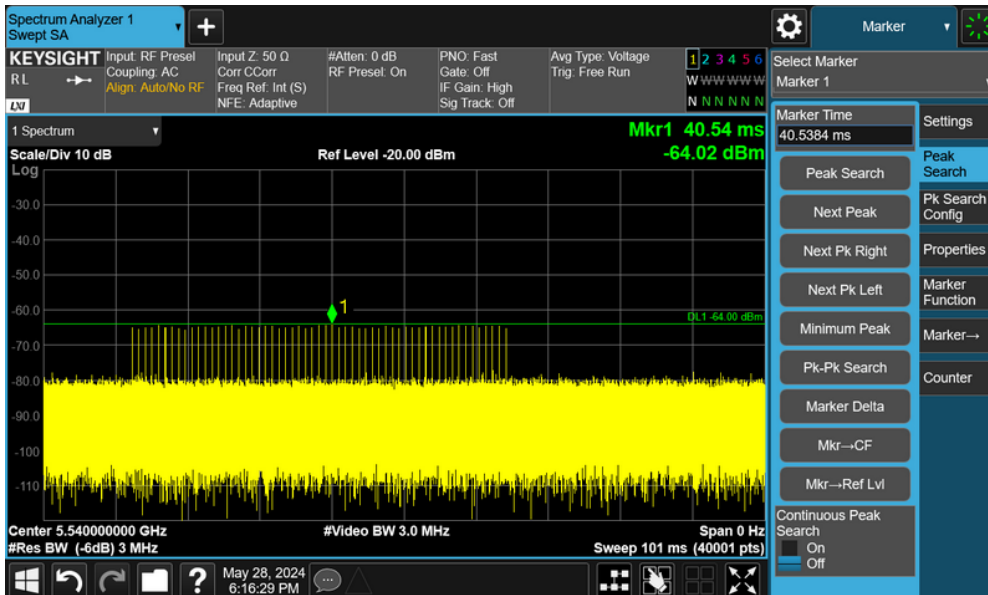 Spectrum Analyzer 1
Swept SA
Marker
KEYSIGHT
RL
LXI
Input: RF Presel
Coupling: AC
Align: Auto/No RF
Input Z: 50 Ω
Corr CCorr
Freq Ref: Int (S)
NFE: Adaptive
#Atten: 0 dB
RF Presel: On
PNO: Fast
Gate: Off
IF Gain: High
Sig Track: Off
Avg Type: Voltage
Trig: Free Run
1 2 3 4 5 6
W W W W W W
N N N N N N
Select Marker
Marker 1
1 Spectrum
Scale/Div 10 dB
Log
Ref Level -20.00 dBm
Mkr1 40.54 ms
-64.02 dBm
-30.0
-40.0
-50.0
-60.0
-70.0
-80.0
-90.0
-100
-110
1
DL1 -64.00 dBm
Center 5.540000000 GHz
#Res BW (-6dB) 3 MHz
#Video BW 3.0 MHz
Span 0 Hz
Sweep 101 ms (40001 pts)
Marker Time
40.5384 ms
Peak Search
Next Peak
Next Pk Right
Next Pk Left
Minimum Peak
Pk-Pk Search
Marker Delta
Mkr→CF
Mkr→Ref Lvl
Continuous Peak
Search
On
Off
Settings
Peak
Search
Pk Search
Config
Properties
Marker
Function
Marker→
Counter
?
May 28, 2024
6:16:29 PM